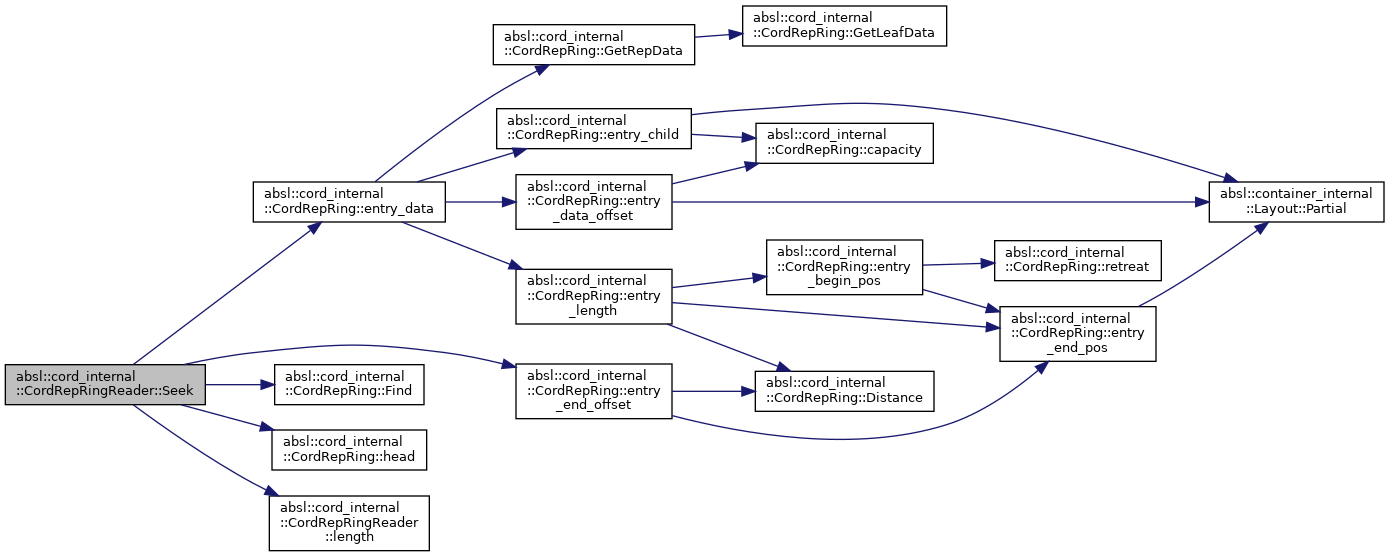 absl::cord_internal
::CordRepRing::GetLeafData
absl::cord_internal
::CordRepRing::GetRepData
absl::cord_internal
::CordRepRing::entry_child
absl::cord_internal
::CordRepRing::capacity
absl::cord_internal
::CordRepRing::entry_data
absl::cord_internal
::CordRepRing::entry
_data_offset
absl::container_internal
::Layout::Partial
absl::cord_internal
::CordRepRing::entry
_begin_pos
absl::cord_internal
::CordRepRing::retreat
absl::cord_internal
::CordRepRing::entry
_length
absl::cord_internal
::CordRepRing::entry
_end_pos
absl::cord_internal
::CordRepRingReader::Seek
absl::cord_internal
::CordRepRing::Find
absl::cord_internal
::CordRepRing::entry
_end_offset
absl::cord_internal
::CordRepRing::Distance
absl::cord_internal
::CordRepRing::head
absl::cord_internal
::CordRepRingReader
::length